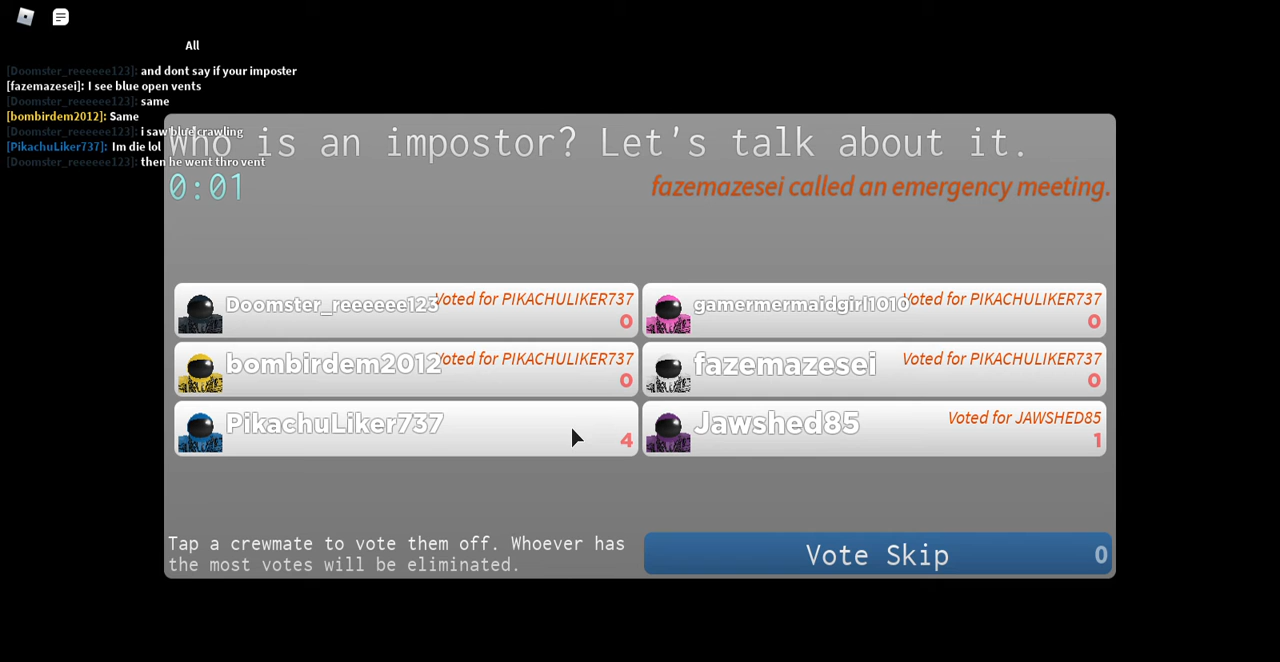 All
[Doomster_reeeeee123]: and dont say if your imposter
[fazemazesei]: I see blue open vents
[Doomster_reeeeee123]: same
[bombirdem2012]: Same
[Doomster_reeeeee123]: i saw blue crawling
[PikachuLiker737]: Im die lol
[Doomster_reeeeee123]: then he went thro vent
Who is an impostor? Let's talk about it.
0:01
fazemazesei called an emergency meeting.
Doomster_reeeeee123 Voted for PIKACHULIKER737
0
gamermermaidgirl1010 Voted for PIKACHULIKER737
0
bombirdem2012 Voted for PIKACHULIKER737
0
fazemazesei Voted for PIKACHULIKER737
0
PikachuLiker737
4
Jawshed85 Voted for JAWSHED85
1
Tap a crewmate to vote them off. Whoever has
the most votes will be eliminated.
Vote Skip 0